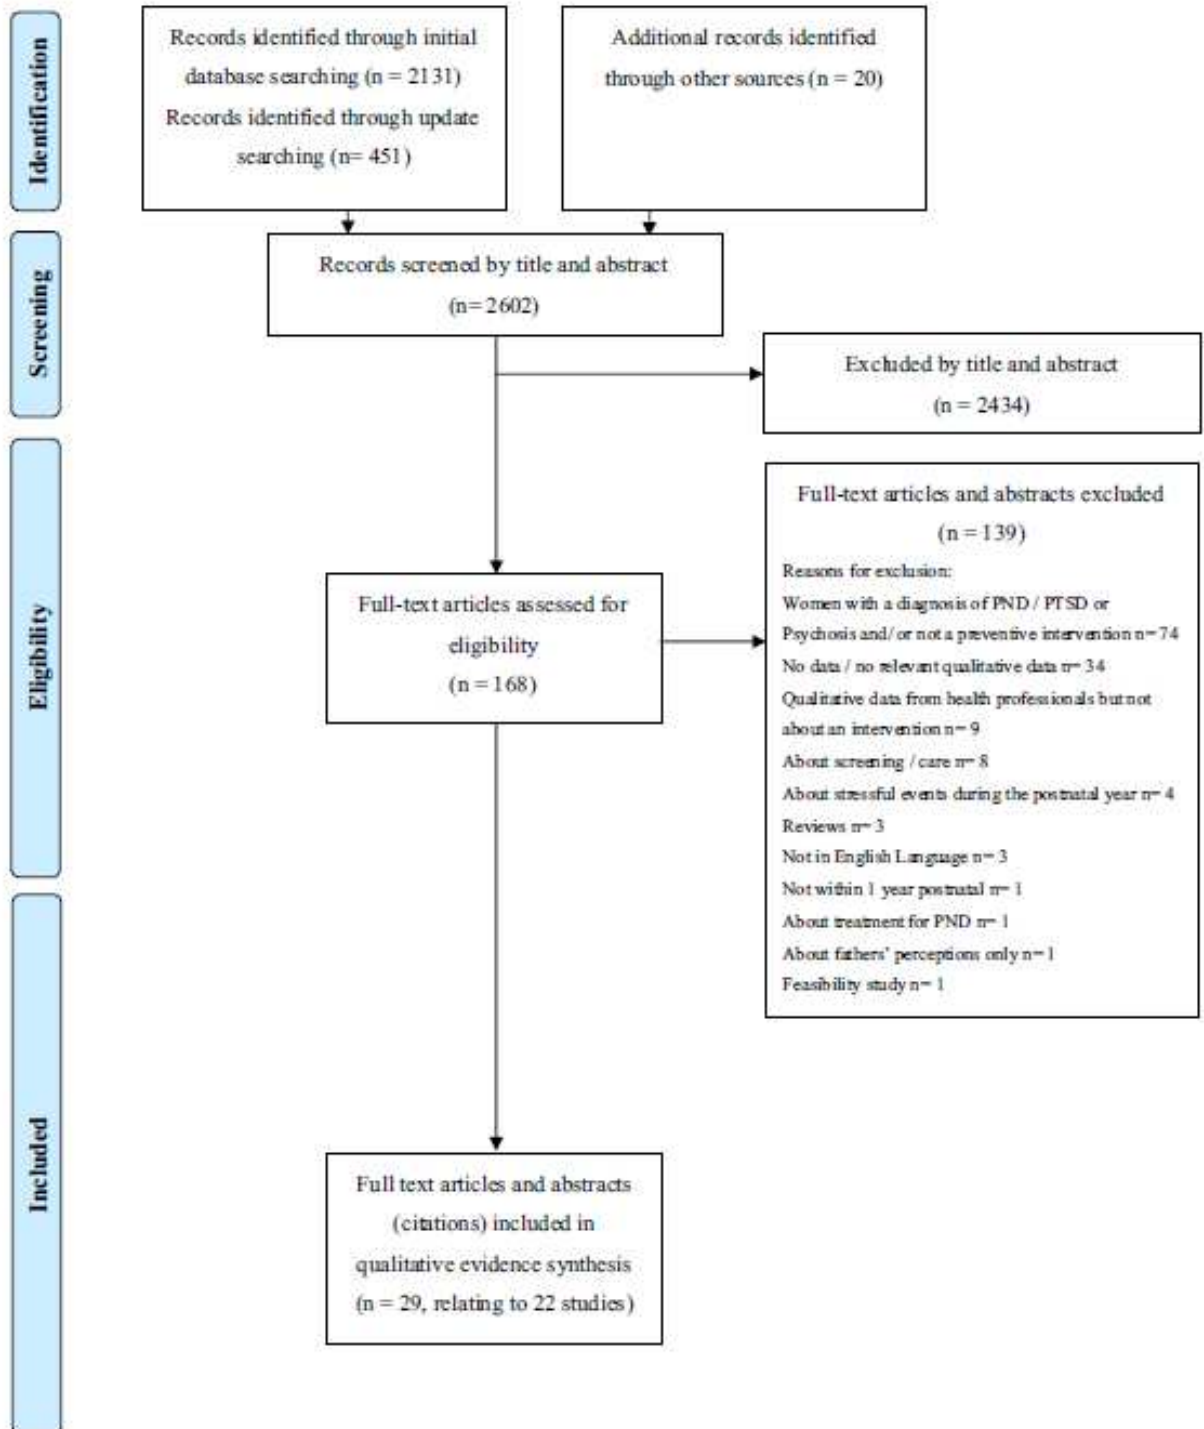 Identification
Records identified through initial
database searching (n = 2131)
Records identified through update
searching (n= 451)
Additional records identified
through other sources (n = 20)
Screening
Records screened by title and abstract
(n= 2602)
Excluded by title and abstract
(n = 2434)
Eligibility
Full-text articles assessed for
eligibility
(n = 168)
Full-text articles and abstracts excluded
(n = 139)
Reasons for exclusion:
Women with a diagnosis of PND / PTSD or
Psychosis and/ or not a preventive intervention n= 74
No data / no relevant qualitative data n= 34
Qualitative data from health professionals but not
about an intervention n= 9
About screening / care n= 8
About stressful events during the postnatal year n= 4
Reviews n= 3
Not in English Language n= 3
Not within 1 year postnatal n= 1
About treatment for PND n= 1
About fathers' perceptions only n= 1
Feasibility study n= 1
Included
Full text articles and abstracts
(citations) included in
qualitative evidence synthesis
(n = 29, relating to 22 studies)